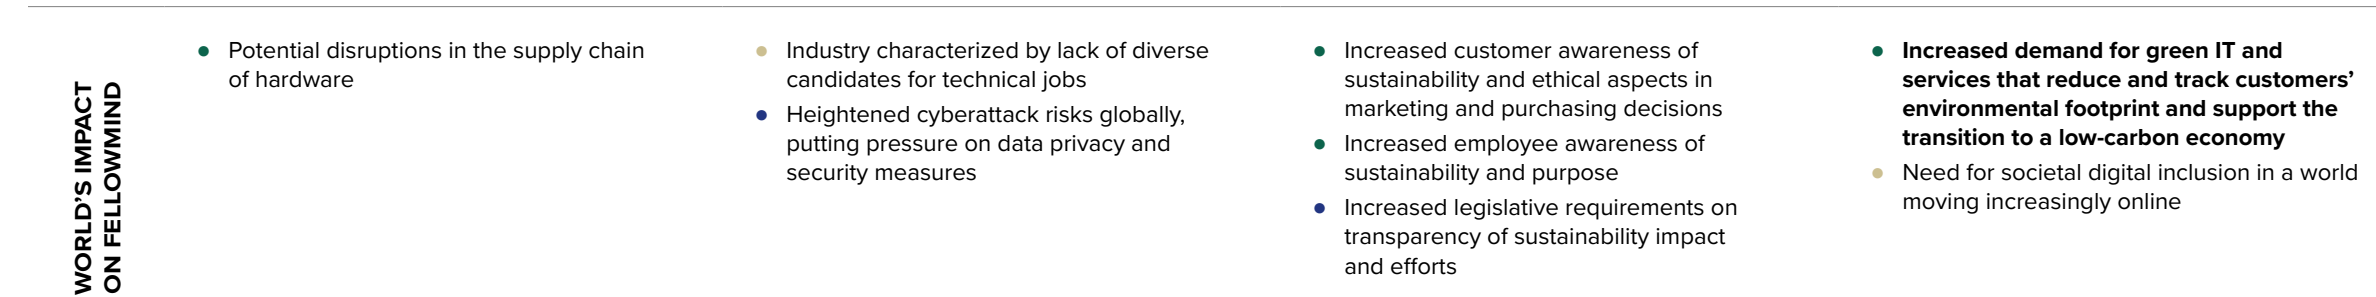 WORLD'S IMPACT
ON FELLOWMIND
● Potential disruptions in the supply chain
of hardware
● Industry characterized by lack of diverse
candidates for technical jobs
● Heightened cyberattack risks globally,
putting pressure on data privacy and
security measures
● Increased customer awareness of
sustainability and ethical aspects in
marketing and purchasing decisions
● Increased employee awareness of
sustainability and purpose
● Increased legislative requirements on
transparency of sustainability impact
and efforts
● Increased demand for green IT and
services that reduce and track customers’
environmental footprint and support the
transition to a low-carbon economy
● Need for societal digital inclusion in a world
moving increasingly online